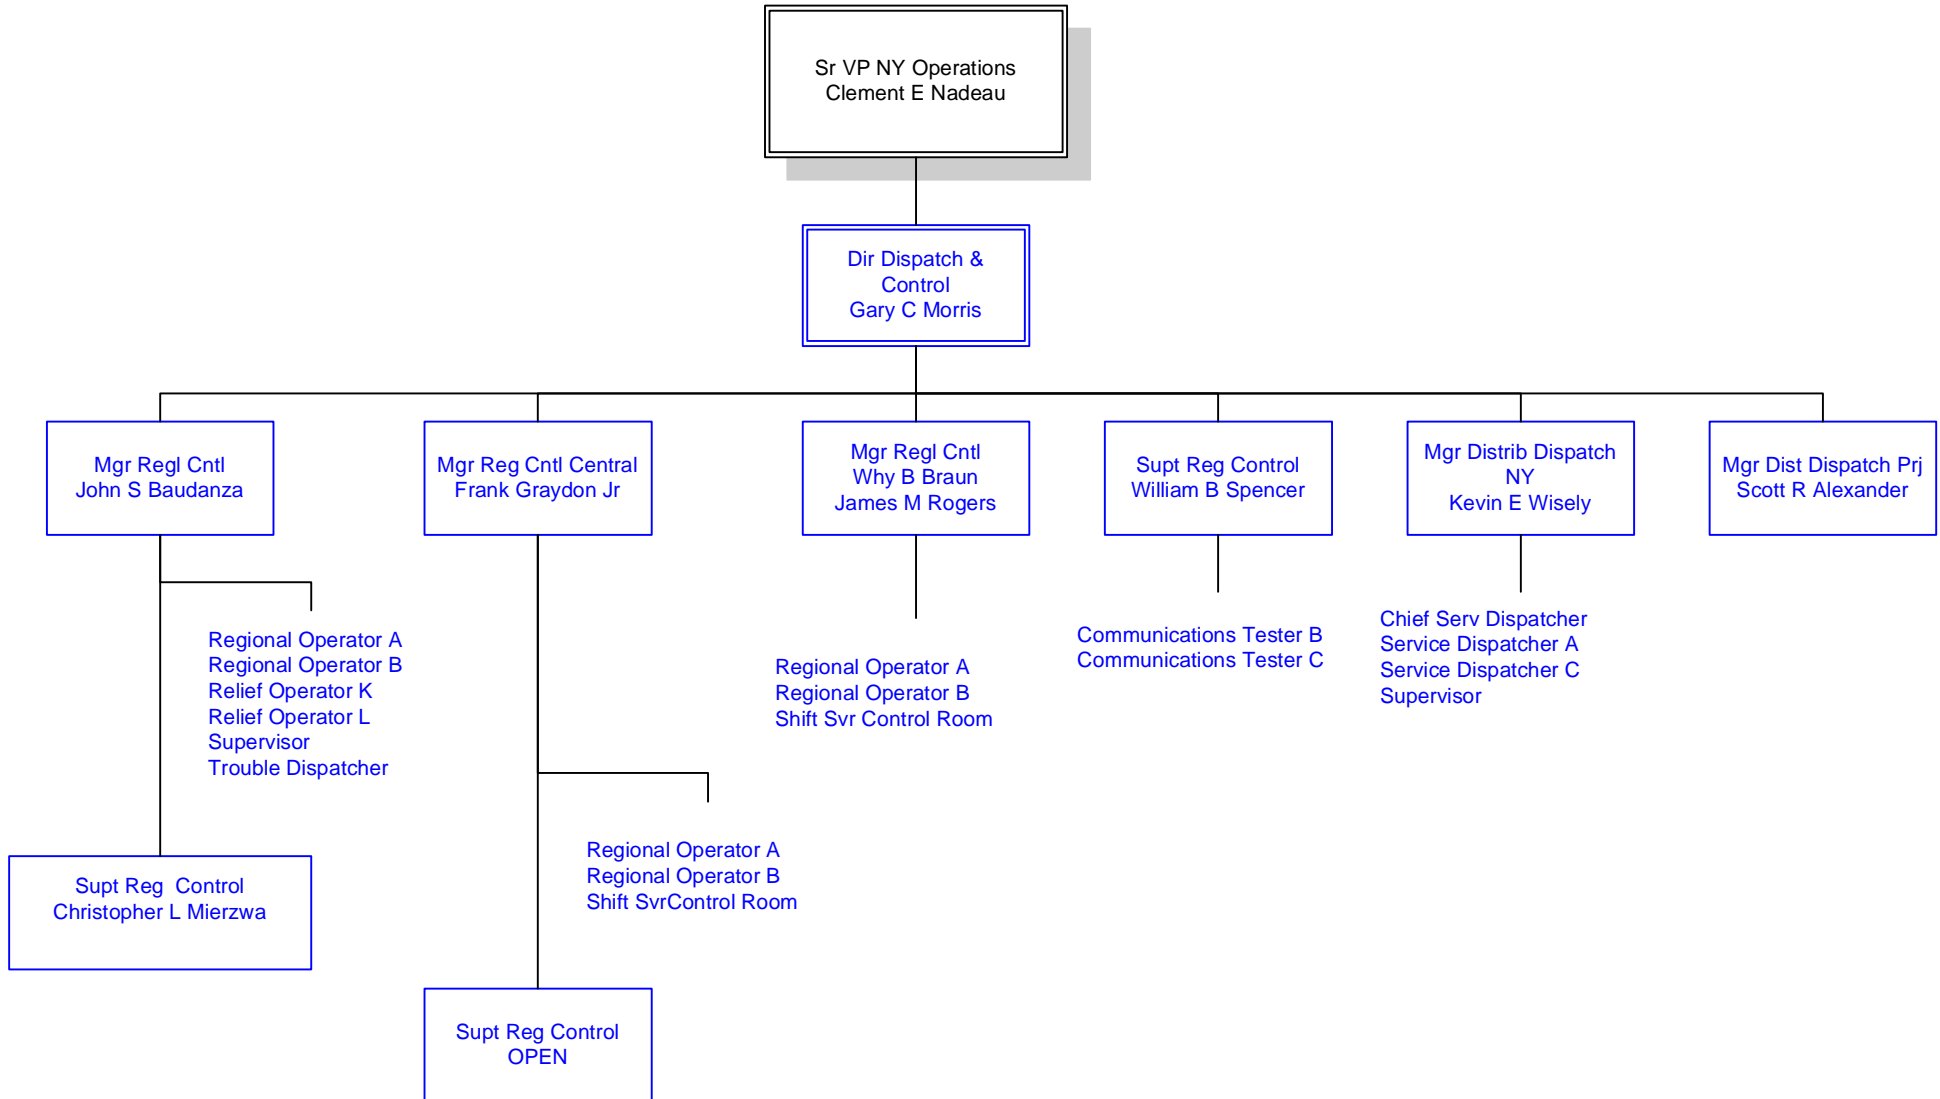 Sr VP NY Operations
Clement E Nadeau
Dir Dispatch &
Control
Gary C Morris
Mgr Regl Cntl
John S Baudanza
Mgr Reg Cntl Central
Frank Graydon Jr
Mgr Regl Cntl
Why B Braun
James M Rogers
Supt Reg Control
William B Spencer
Mgr Distrib Dispatch
NY
Kevin E Wisely
Mgr Dist Dispatch Prj
Scott R Alexander
Regional Operator A
Regional Operator B
Relief Operator K
Relief Operator L
Supervisor
Trouble Dispatcher
Regional Operator A
Regional Operator B
Shift Svr Control Room
Communications Tester B
Communications Tester C
Chief Serv Dispatcher
Service Dispatcher A
Service Dispatcher C
Supervisor
Supt Reg  Control
Christopher L Mierzwa
Regional Operator A
Regional Operator B
Shift SvrControl Room
Supt Reg Control
OPEN